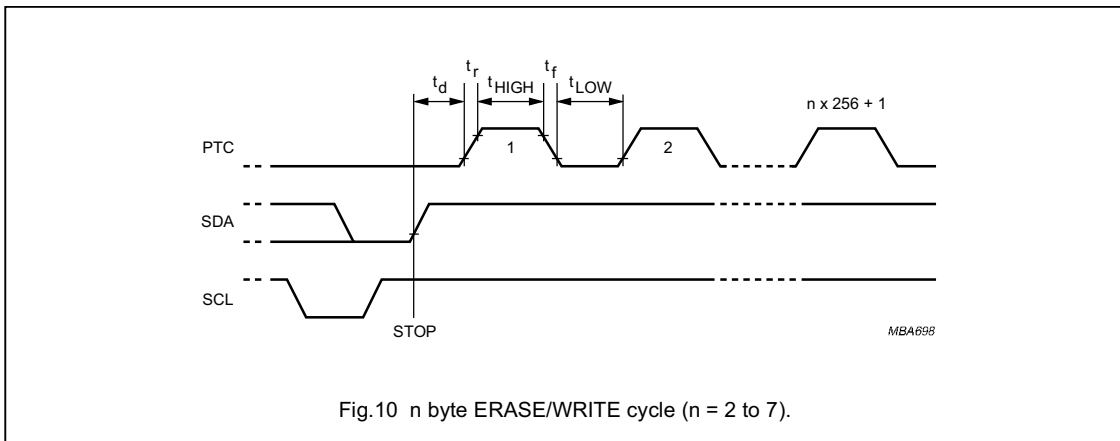 t_d t_r t_HIGH t_f t_LOW n x 256 + 1
PTC 1 2
SDA
SCL
STOP MBA698
Fig.10 n byte ERASE/WRITE cycle (n = 2 to 7).